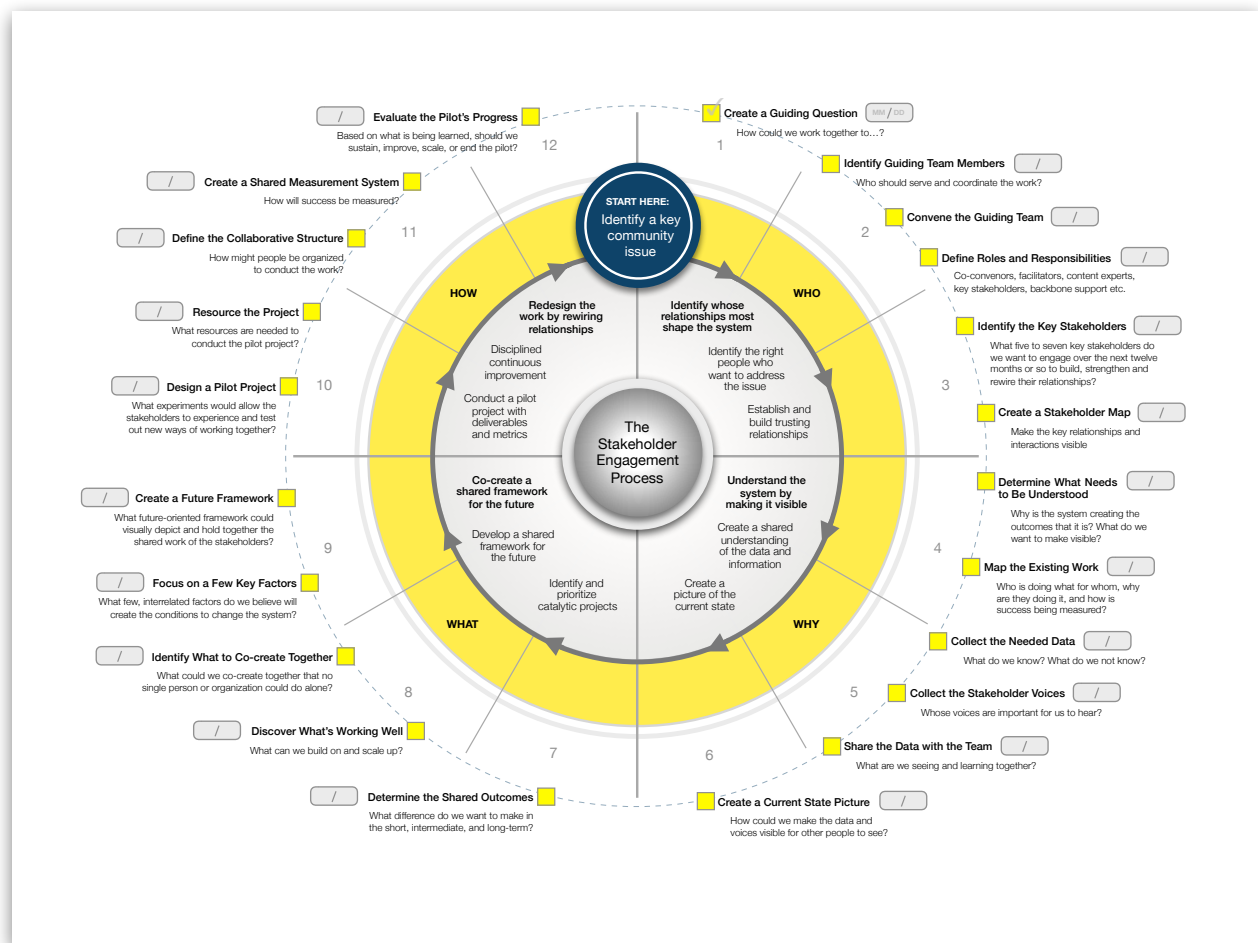 Create a Guiding Question MM / DD
How could we work together to…?
1
Identify Guiding Team Members /
Who should serve and coordinate the work?
Convene the Guiding Team /
2
Define Roles and Responsibilities /
Co-convenors, facilitators, content experts,
key stakeholders, backbone support etc.
Identify the Key Stakeholders /
What five to seven key stakeholders do
we want to engage over the next twelve
months or so to build, strengthen and
rewire their relationships?
3
Create a Stakeholder Map /
Make the key relationships and
interactions visible
Determine What Needs
to Be Understood /
Why is the system creating the
outcomes that it is? What do we
want to make visible?
4
Map the Existing Work /
Who is doing what for whom, why
are they doing it, and how is
success being measured?
Collect the Needed Data /
What do we know? What do we not know?
5
Collect the Stakeholder Voices /
Whose voices are important for us to hear?
Share the Data with the Team /
What are we seeing and learning together?
6
Create a Current State Picture /
How could we make the data and
voices visible for other people to see?
7
/ Determine the Shared Outcomes
What difference do we want to make in
the short, intermediate, and long-term?
/ Discover What's Working Well
What can we build on and scale up?
8
/ Identify What to Co-create Together
What could we co-create together that no
single person or organization could do alone?
/ Focus on a Few Key Factors
What few, interrelated factors do we believe will
create the conditions to change the system?
9
/ Create a Future Framework
What future-oriented framework could
visually depict and hold together the
shared work of the stakeholders?
/ Design a Pilot Project
What experiments would allow the
stakeholders to experience and test
out new ways of working together?
10
/ Resource the Project
What resources are needed to
conduct the pilot project?
/ Define the Collaborative Structure
How might people be organized
to conduct the work?
11
/ Create a Shared Measurement System
How will success be measured?
/ Evaluate the Pilot's Progress
Based on what is being learned, should we
sustain, improve, scale, or end the pilot?
12
START HERE:
Identify a key
community
issue
WHO
Identify whose
relationships most
shape the system
Identify the right
people who
want to address
the issue
Establish and
build trusting
relationships
WHY
Understand the
system by
making it visible
Create a shared
understanding
of the data and
information
Create a
picture of the
current state
WHAT
Co-create a
shared framework
for the future
Develop a shared
framework for
the future
Identify and
prioritize
catalytic projects
HOW
Redesign the
work by rewiring
relationships
Disciplined
continuous
improvement
Conduct a pilot
project with
deliverables
and metrics
The
Stakeholder
Engagement
Process